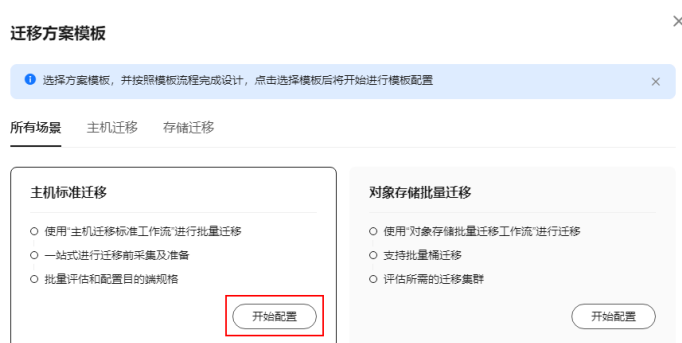 迁移方案模板
选择方案模板，并按照模板流程完成设计，点击选择模板后将开始进行模板配置
所有场景 主机迁移 存储迁移
主机标准迁移
使用“主机迁移标准工作流”进行批量迁移
一站式进行迁移前采集及准备
批量评估和配置目的端规格
开始配置
对象存储批量迁移
使用“对象存储批量迁移工作流”进行迁移
支持批量桶迁移
评估所需的迁移集群
开始配置